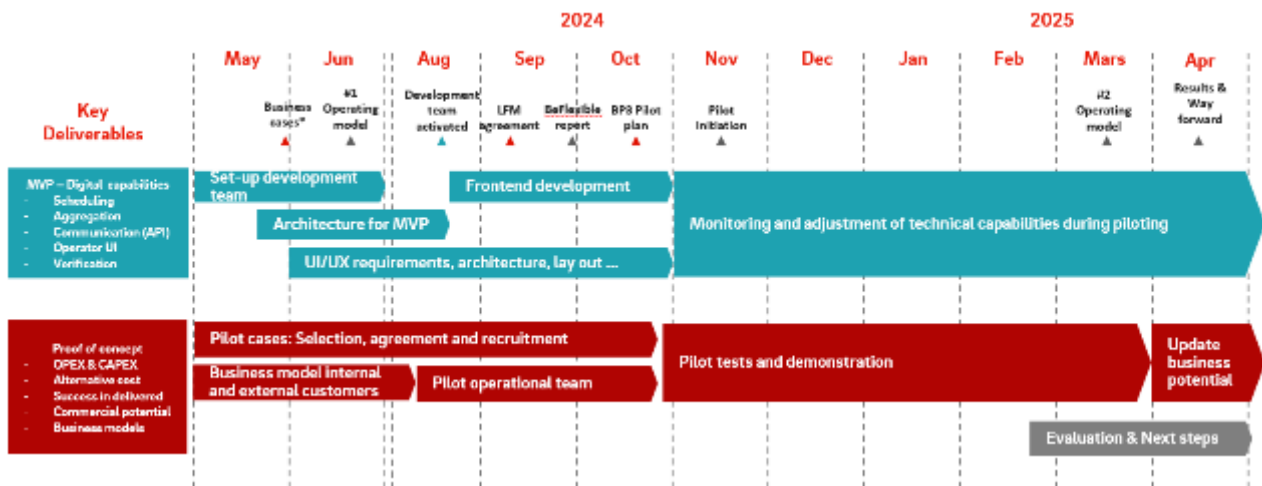 2024
2025
May
Jun
Aug
Sep
Oct
Nov
Dec
Jan
Feb
Mars
Apr
Key
Deliverables
Business
cases*
#1
Operating
model
Development
team
activated
LFM
agreement
BeFlexible
report
BP3 Pilot
plan
Pilot
Initiation
#2
Operating
model
Results &
Way
forward
MVP – Digital capabilities
- Scheduling
- Aggregation
- Communication (API)
- Operator UI
- Verification
Set-up development
team
Frontend development
Architecture for MVP
UI/UX requirements, architecture, lay out ...
Monitoring and adjustment of technical capabilities during piloting
Proof of concept
- OPEX & CAPEX
- Alternative cost
- Success in delivered
- Commercial potential
- Business models
Pilot cases: Selection, agreement and recruitment
Business model internal
and external customers
Pilot operational team
Pilot tests and demonstration
Update
business
potential
Evaluation & Next steps